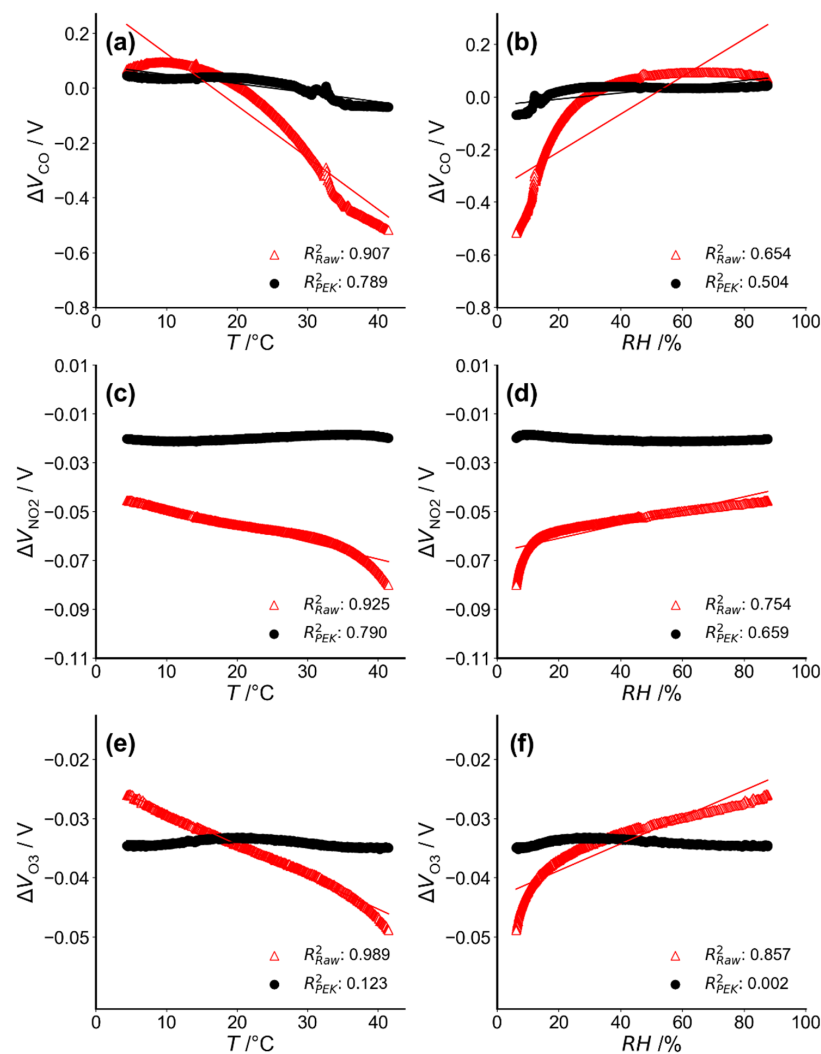 (a)
ΔV_CO / V
0.2
0.0
−0.2
−0.4
−0.6
−0.8
R²_Raw: 0.907
R²_PEK: 0.789
0 10 20 30 40
T /°C
(b)
ΔV_CO / V
0.2
0.0
−0.2
−0.4
−0.6
−0.8
R²_Raw: 0.654
R²_PEK: 0.504
0 20 40 60 80 100
RH /%
(c)
ΔV_NO2 / V
0.01
−0.01
−0.03
−0.05
−0.07
−0.09
−0.11
R²_Raw: 0.925
R²_PEK: 0.790
0 10 20 30 40
T /°C
(d)
ΔV_NO2 / V
0.01
−0.01
−0.03
−0.05
−0.07
−0.09
−0.11
R²_Raw: 0.754
R²_PEK: 0.659
0 20 40 60 80 100
RH /%
(e)
ΔV_O3 / V
−0.02
−0.03
−0.04
−0.05
R²_Raw: 0.989
R²_PEK: 0.123
0 10 20 30 40
T /°C
(f)
ΔV_O3 / V
−0.02
−0.03
−0.04
−0.05
R²_Raw: 0.857
R²_PEK: 0.002
0 20 40 60 80 100
RH /%